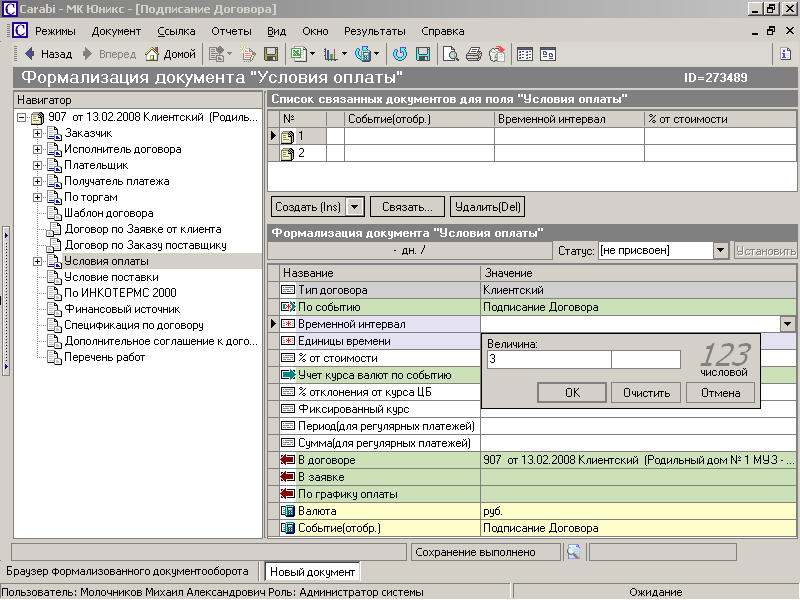 Carabi - МК Юникс - [Подписание Договора]
Режимы Документ Ссылка Отчеты Вид Окно Результаты Справка
Назад Вперед Домой
Формализация документа "Условия оплаты" ID=273489
Навигатор
907 от 13.02.2008 Клиентский (Родиль...
Заказчик
Исполнитель договора
Плательщик
Получатель платежа
По торгам
Шаблон договора
Договор по Заявке от клиента
Договор по Заказу поставщику
Условия оплаты
Условие поставки
По ИНКОТЕРМС 2000
Финансовый источник
Спецификация по договору
Дополнительное соглашение к дого...
Перечень работ
Список связанных документов для поля "Условия оплаты"
№ Событие(отобр.) Временной интервал % от стоимости
1
2
Создать (Ins) Связать... Удалить(Del)
Формализация документа "Условия оплаты"
- дн. / Статус: [не присвоен] Установить
Название Значение
Тип договора Клиентский
По событию Подписание Договора
Временной интервал
Единицы времени
% от стоимости
Учет курса валют по событию
% отклонения от курса ЦБ
Фиксированный курс
Период(для регулярных платежей)
Сумма(для регулярных платежей)
В договоре 907 от 13.02.2008 Клиентский (Родильный дом № 1 МУЗ - ...
В заявке
По графику оплаты
Валюта руб.
Событие(отобр.) Подписание Договора
Величина:
3
123
числовой
OK Очистить Отмена
Сохранение выполнено
Браузер формализованного документооборота Новый документ
Пользователь: Молочников Михаил Александрович Роль: Администратор системы Ожидание